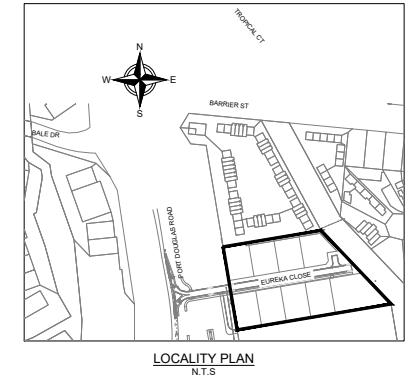 TROPICAL CT
N
W E
S
BARRIER ST
BALE DR
PORT DOUGLAS ROAD
EUREKA CLOSE
LOCALITY PLAN
N.T.S